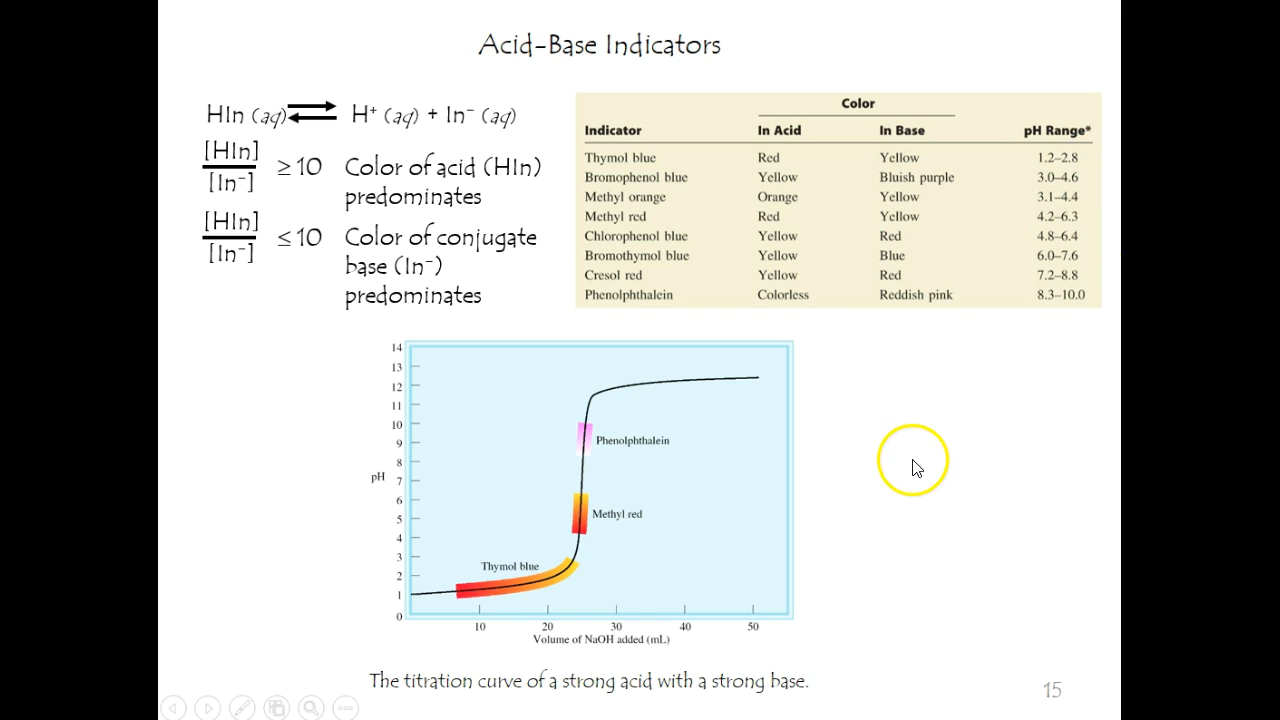 Acid-Base Indicators
HIn (aq) ⇌ H⁺ (aq) + In⁻ (aq)
[HIn]
[In⁻]
≥ 10
Color of acid (HIn)
predominates
[HIn]
[In⁻]
≤ 10
Color of conjugate
base (In⁻)
predominates
Color
Indicator In Acid In Base pH Range*
Thymol blue Red Yellow 1.2–2.8
Bromophenol blue Yellow Bluish purple 3.0–4.6
Methyl orange Orange Yellow 3.1–4.4
Methyl red Red Yellow 4.2–6.3
Chlorophenol blue Yellow Red 4.8–6.4
Bromothymol blue Yellow Blue 6.0–7.6
Cresol red Yellow Red 7.2–8.8
Phenolphthalein Colorless Reddish pink 8.3–10.0
14
13
12
11
10
9
8
7
6
5
4
3
2
1
0
pH
Phenolphthalein
Methyl red
Thymol blue
10 20 30 40 50
Volume of NaOH added (mL)
The titration curve of a strong acid with a strong base.
15